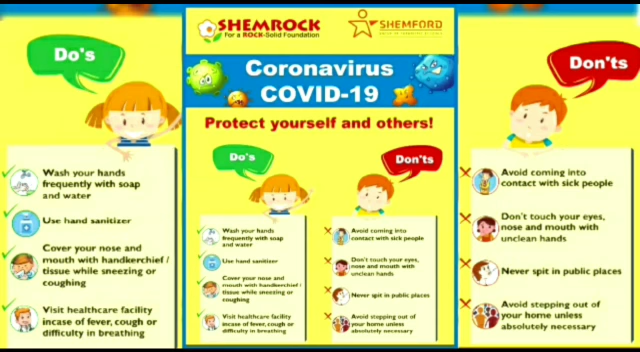 Do's
Wash your hands
frequently with soap
and water
Use hand sanitizer
Cover your nose and
mouth with handkerchief /
tissue while sneezing or
coughing
Visit healthcare facility
incase of fever, cough or
difficulty in breathing
SHEMROCK
For a ROCK-Solid Foundation
SHEMFORD
Coronavirus
COVID-19
Protect yourself and others!
Do's
Wash your hands
frequently with soap
and water
Use hand sanitizer
Cover your nose and
mouth with handkerchief /
tissue while sneezing or
coughing
Visit healthcare facility
incase of fever, cough or
difficulty in breathing
Don'ts
Avoid coming into
contact with sick people
Don't touch your eyes,
nose and mouth with
unclean hands
Never spit in public places
Avoid stepping out of
your home unless
absolutely necessary
Don'ts
Avoid coming into
contact with sick people
Don't touch your eyes,
nose and mouth with
unclean hands
Never spit in public places
Avoid stepping out of
your home unless
absolutely necessary